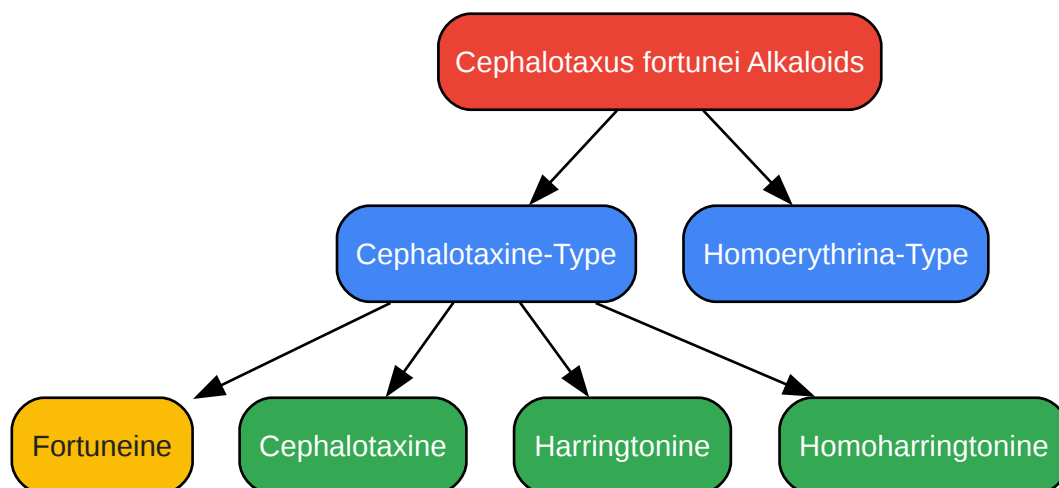 Cephalotaxus fortunei Alkaloids
Cephalotaxine-Type
Homoerythrina-Type
Fortuneine
Cephalotaxine
Harringtonine
Homoharringtonine